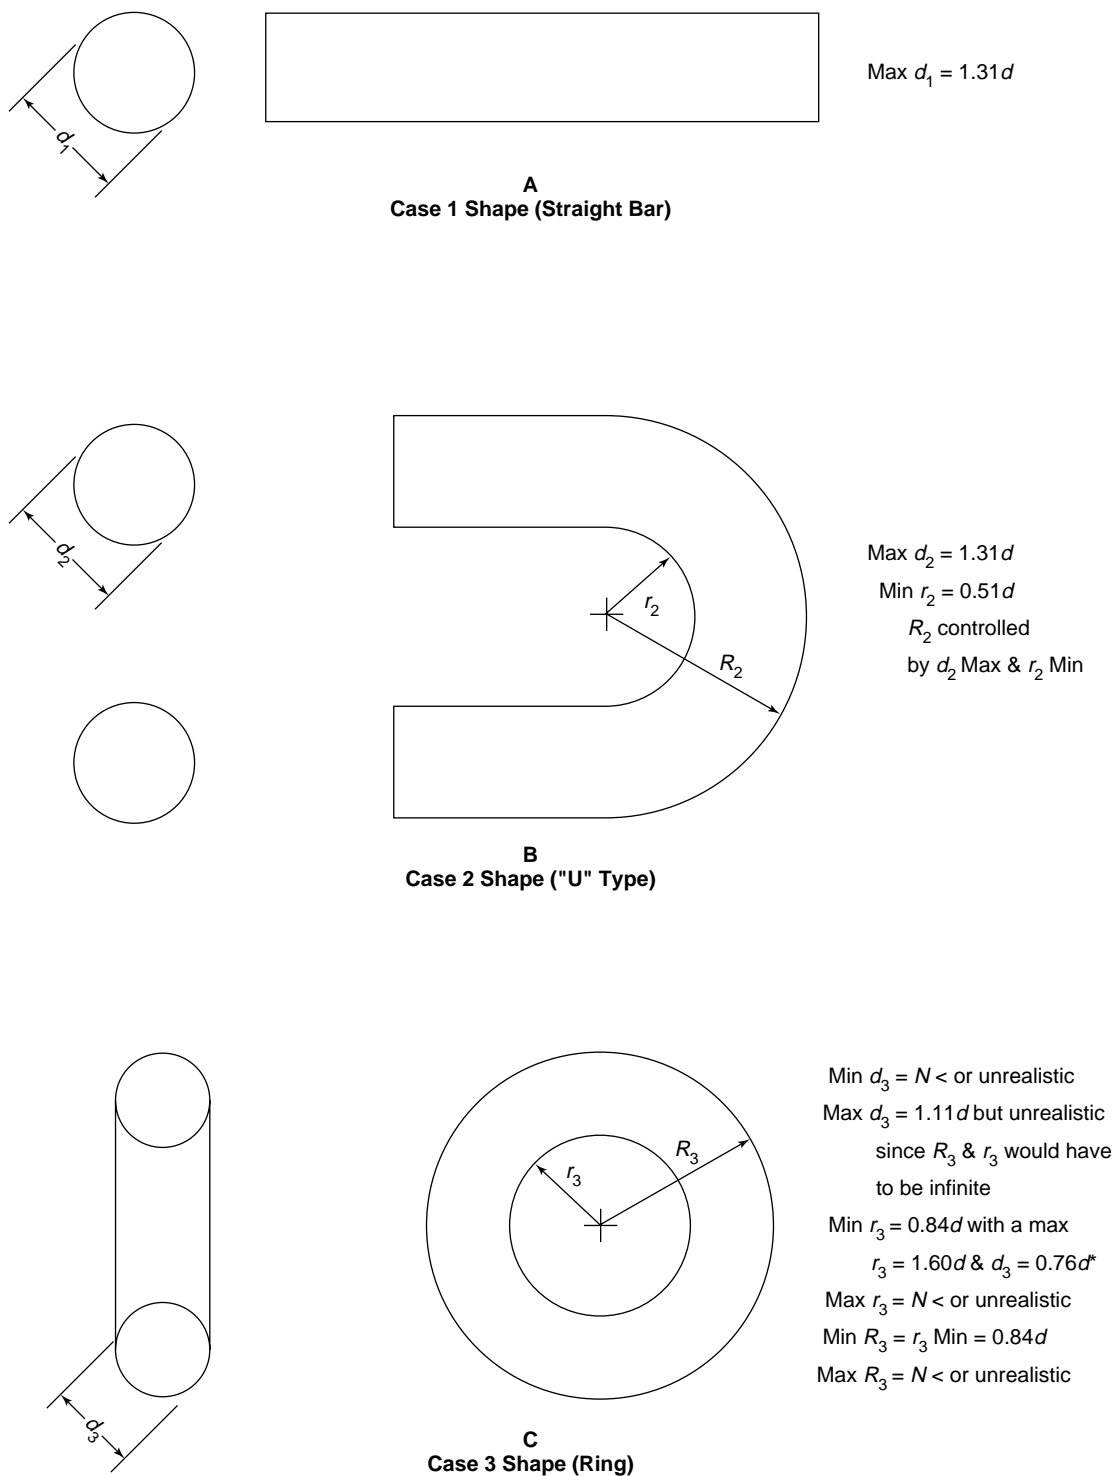 Max d₁ = 1.31d
d₁
A
Case 1 Shape (Straight Bar)
d₂
r₂
R₂
Max d₂ = 1.31d
Min r₂ = 0.51d
R₂ controlled
by d₂ Max & r₂ Min
B
Case 2 Shape ("U" Type)
d₃
r₃
R₃
Min d₃ = N < or unrealistic
Max d₃ = 1.11d but unrealistic
since R₃ & r₃ would have
to be infinite
Min r₃ = 0.84d with a max
r₃ = 1.60d & d₃ = 0.76d*
Max r₃ = N < or unrealistic
Min R₃ = r₃ Min = 0.84d
Max R₃ = N < or unrealistic
C
Case 3 Shape (Ring)